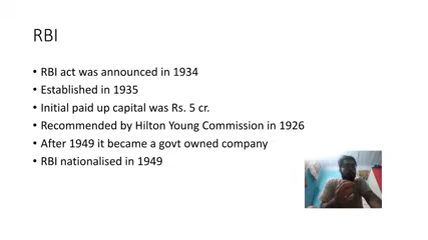 RBI
• RBI act was announced in 1934
• Established in 1935
• Initial paid up capital was Rs. 5 cr.
• Recommended by Hilton Young Commission in 1926
• After 1949 it became a govt owned company
• RBI nationalised in 1949